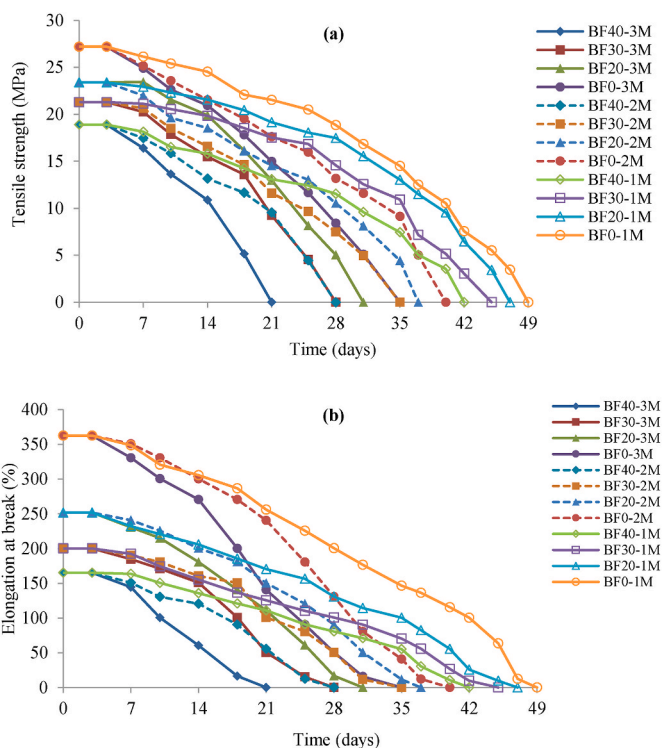 (a)
Tensile strength (MPa)
30
25
20
15
10
5
0
0 7 14 21 28 35 42 49
Time (days)
BF40-3M
BF30-3M
BF20-3M
BF0-3M
BF40-2M
BF30-2M
BF20-2M
BF0-2M
BF40-1M
BF30-1M
BF20-1M
BF0-1M
(b)
Elongation at break (%)
400
350
300
250
200
150
100
50
0
0 7 14 21 28 35 42 49
Time (days)
BF40-3M
BF30-3M
BF20-3M
BF0-3M
BF40-2M
BF30-2M
BF20-2M
BF0-2M
BF40-1M
BF30-1M
BF20-1M
BF0-1M